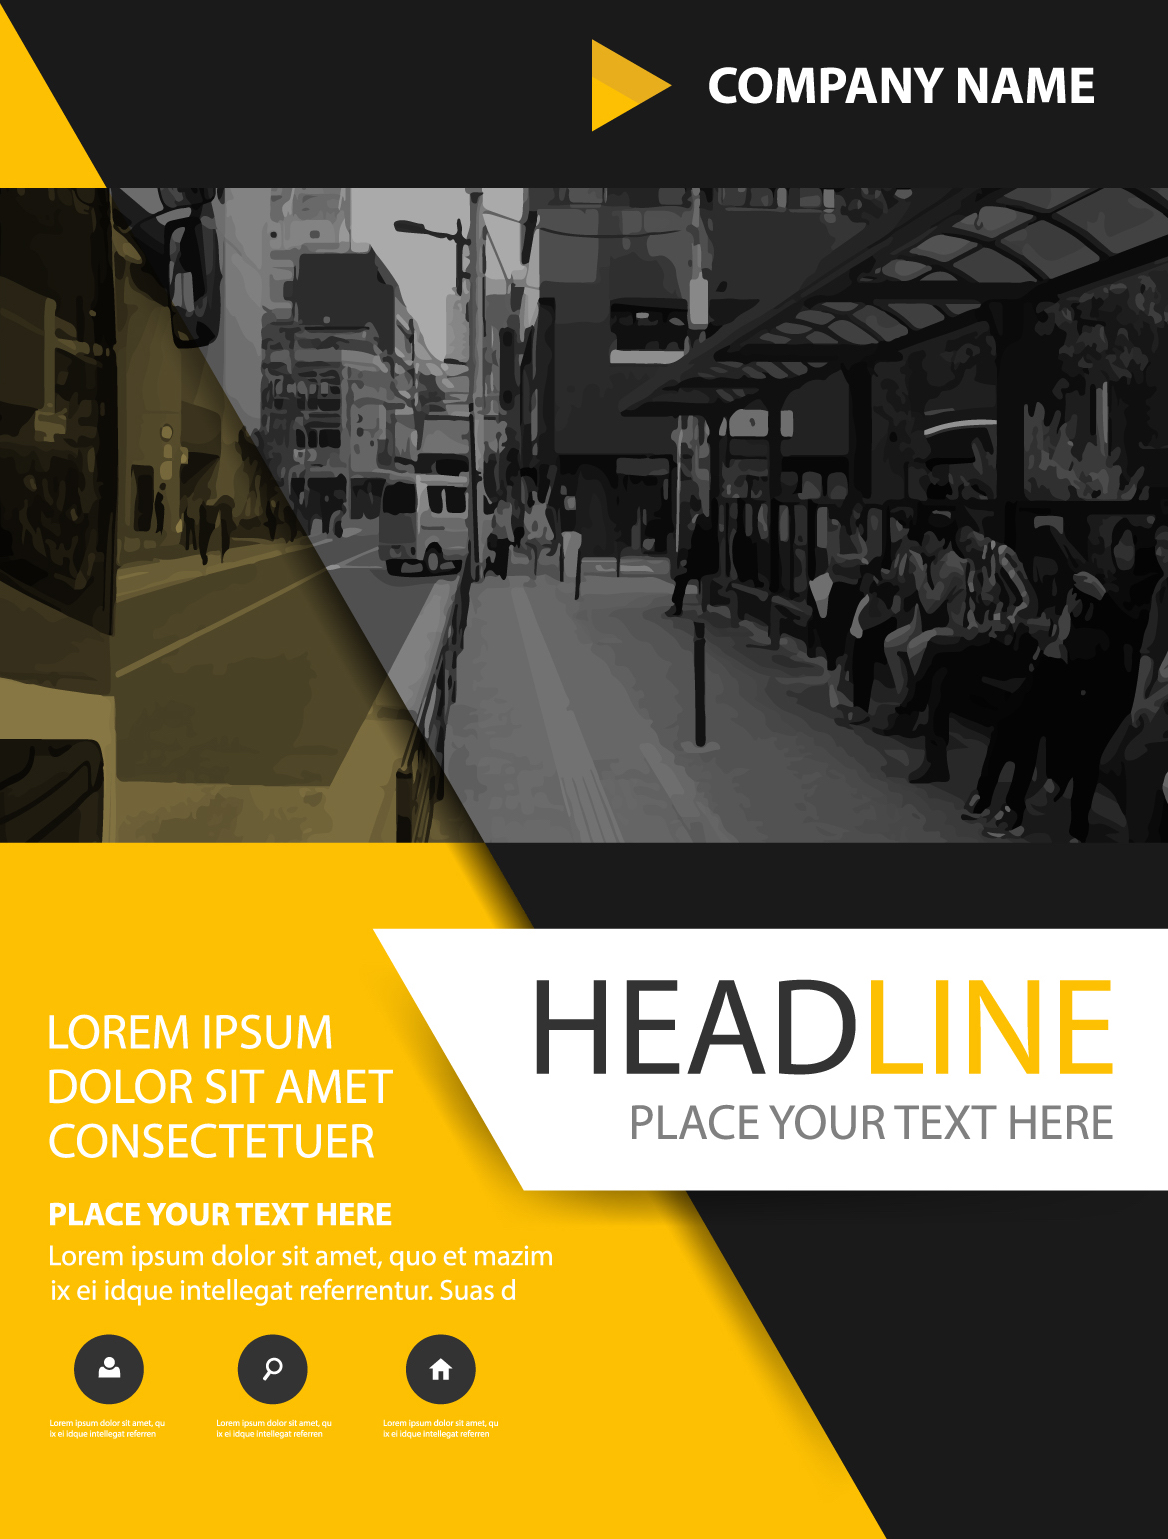 COMPANY NAME
HEADLINE
PLACE YOUR TEXT HERE
LOREM IPSUM
DOLOR SIT AMET
CONSECTETUER
PLACE YOUR TEXT HERE
Lorem ipsum dolor sit amet, quo et mazim
ix ei idque intellegat referrentur. Suas d
Lorem ipsum dolor sit amet, qu
ix ei idque intellegat referren
Lorem ipsum dolor sit amet, qu
ix ei idque intellegat referren
Lorem ipsum dolor sit amet, qu
ix ei idque intellegat referren